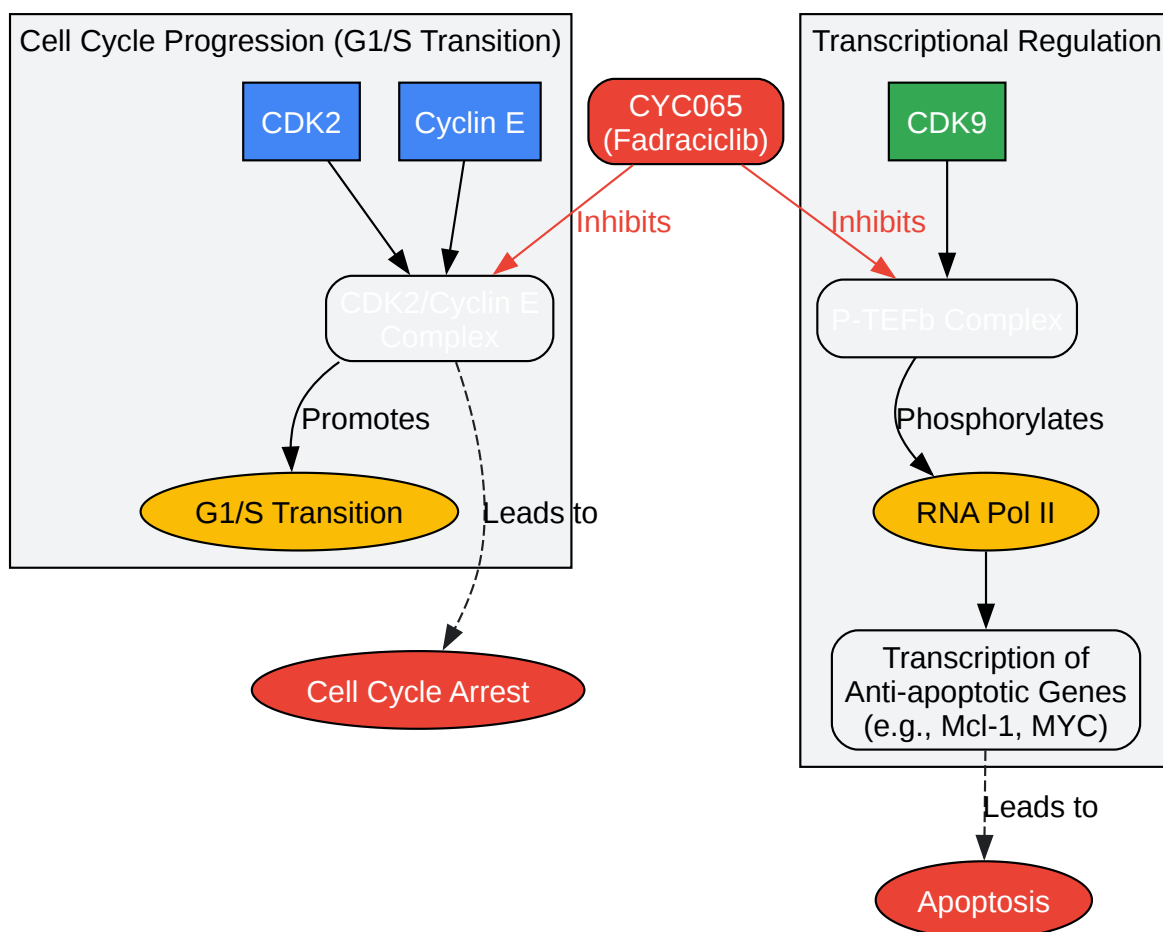 Cell Cycle Progression (G1/S Transition)
Transcriptional Regulation
CDK2
Cyclin E
CYC065
(Fadraciclib)
CDK9
Inhibits
Inhibits
CDK2/Cyclin E
Complex
P-TEFb Complex
Promotes
Phosphorylates
G1/S Transition
Leads to
RNA Pol II
Cell Cycle Arrest
Transcription of
Anti-apoptotic Genes
(e.g., Mcl-1, MYC)
Leads to
Apoptosis